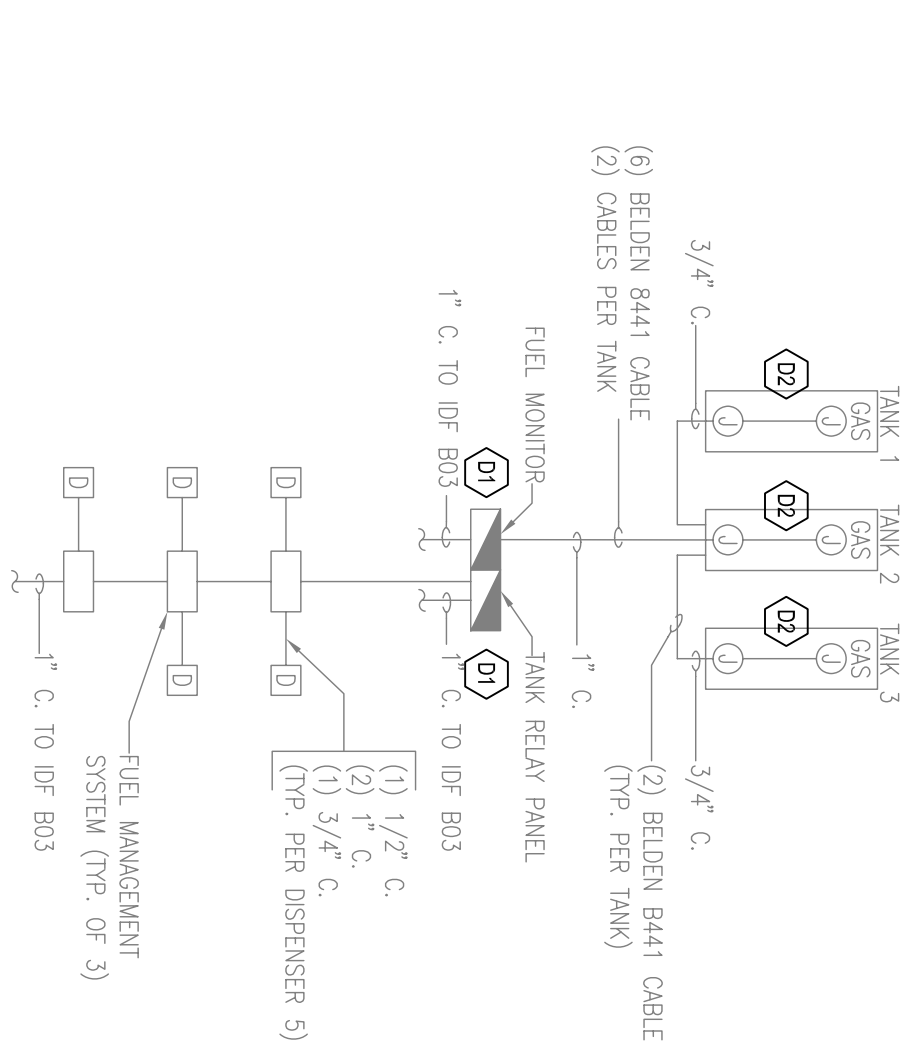 TANK 1
GAS
J
J
D2
TANK 2
GAS
J
J
D2
TANK 3
GAS
J
J
D2
3/4" C.
3/4" C.
(6) BELDEN 8441 CABLE
(2) CABLES PER TANK
(2) BELDEN B441 CABLE
(TYP. PER TANK)
1" C.
FUEL MONITOR
TANK RELAY PANEL
D1
D1
1" C. TO IDF B03
1" C. TO IDF B03
(1) 1/2" C.
(2) 1" C.
(1) 3/4" C.
(TYP. PER DISPENSER 5)
D
D
D
D
D
FUEL MANAGEMENT
SYSTEM (TYP. OF 3)
1" C. TO IDF B03